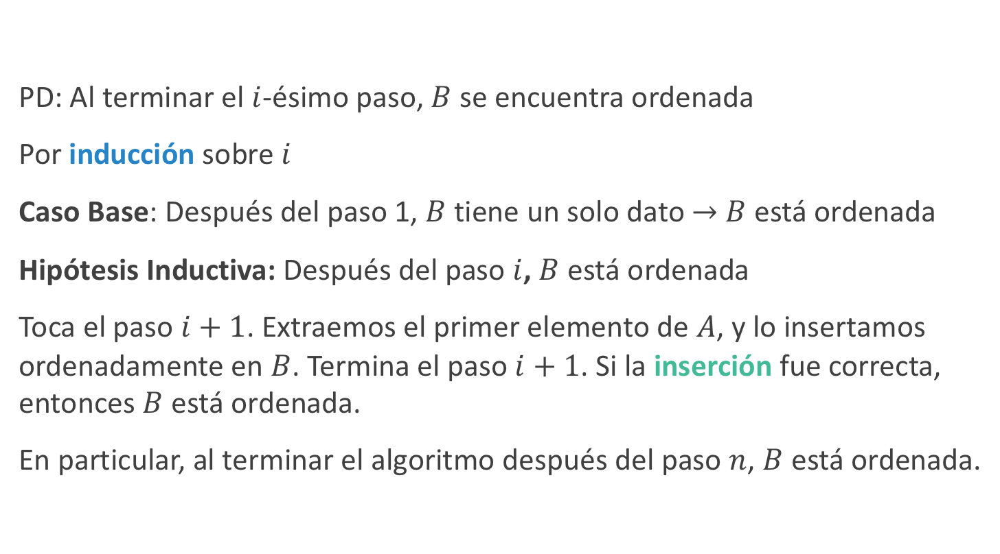 PD: Al terminar el i-ésimo paso, B se encuentra ordenada
Por inducción sobre i
Caso Base: Después del paso 1, B tiene un solo dato → B está ordenada
Hipótesis Inductiva: Después del paso i, B está ordenada
Toca el paso i + 1. Extraemos el primer elemento de A, y lo insertamos
ordenadamente en B. Termina el paso i + 1. Si la inserción fue correcta,
entonces B está ordenada.
En particular, al terminar el algoritmo después del paso n, B está ordenada.